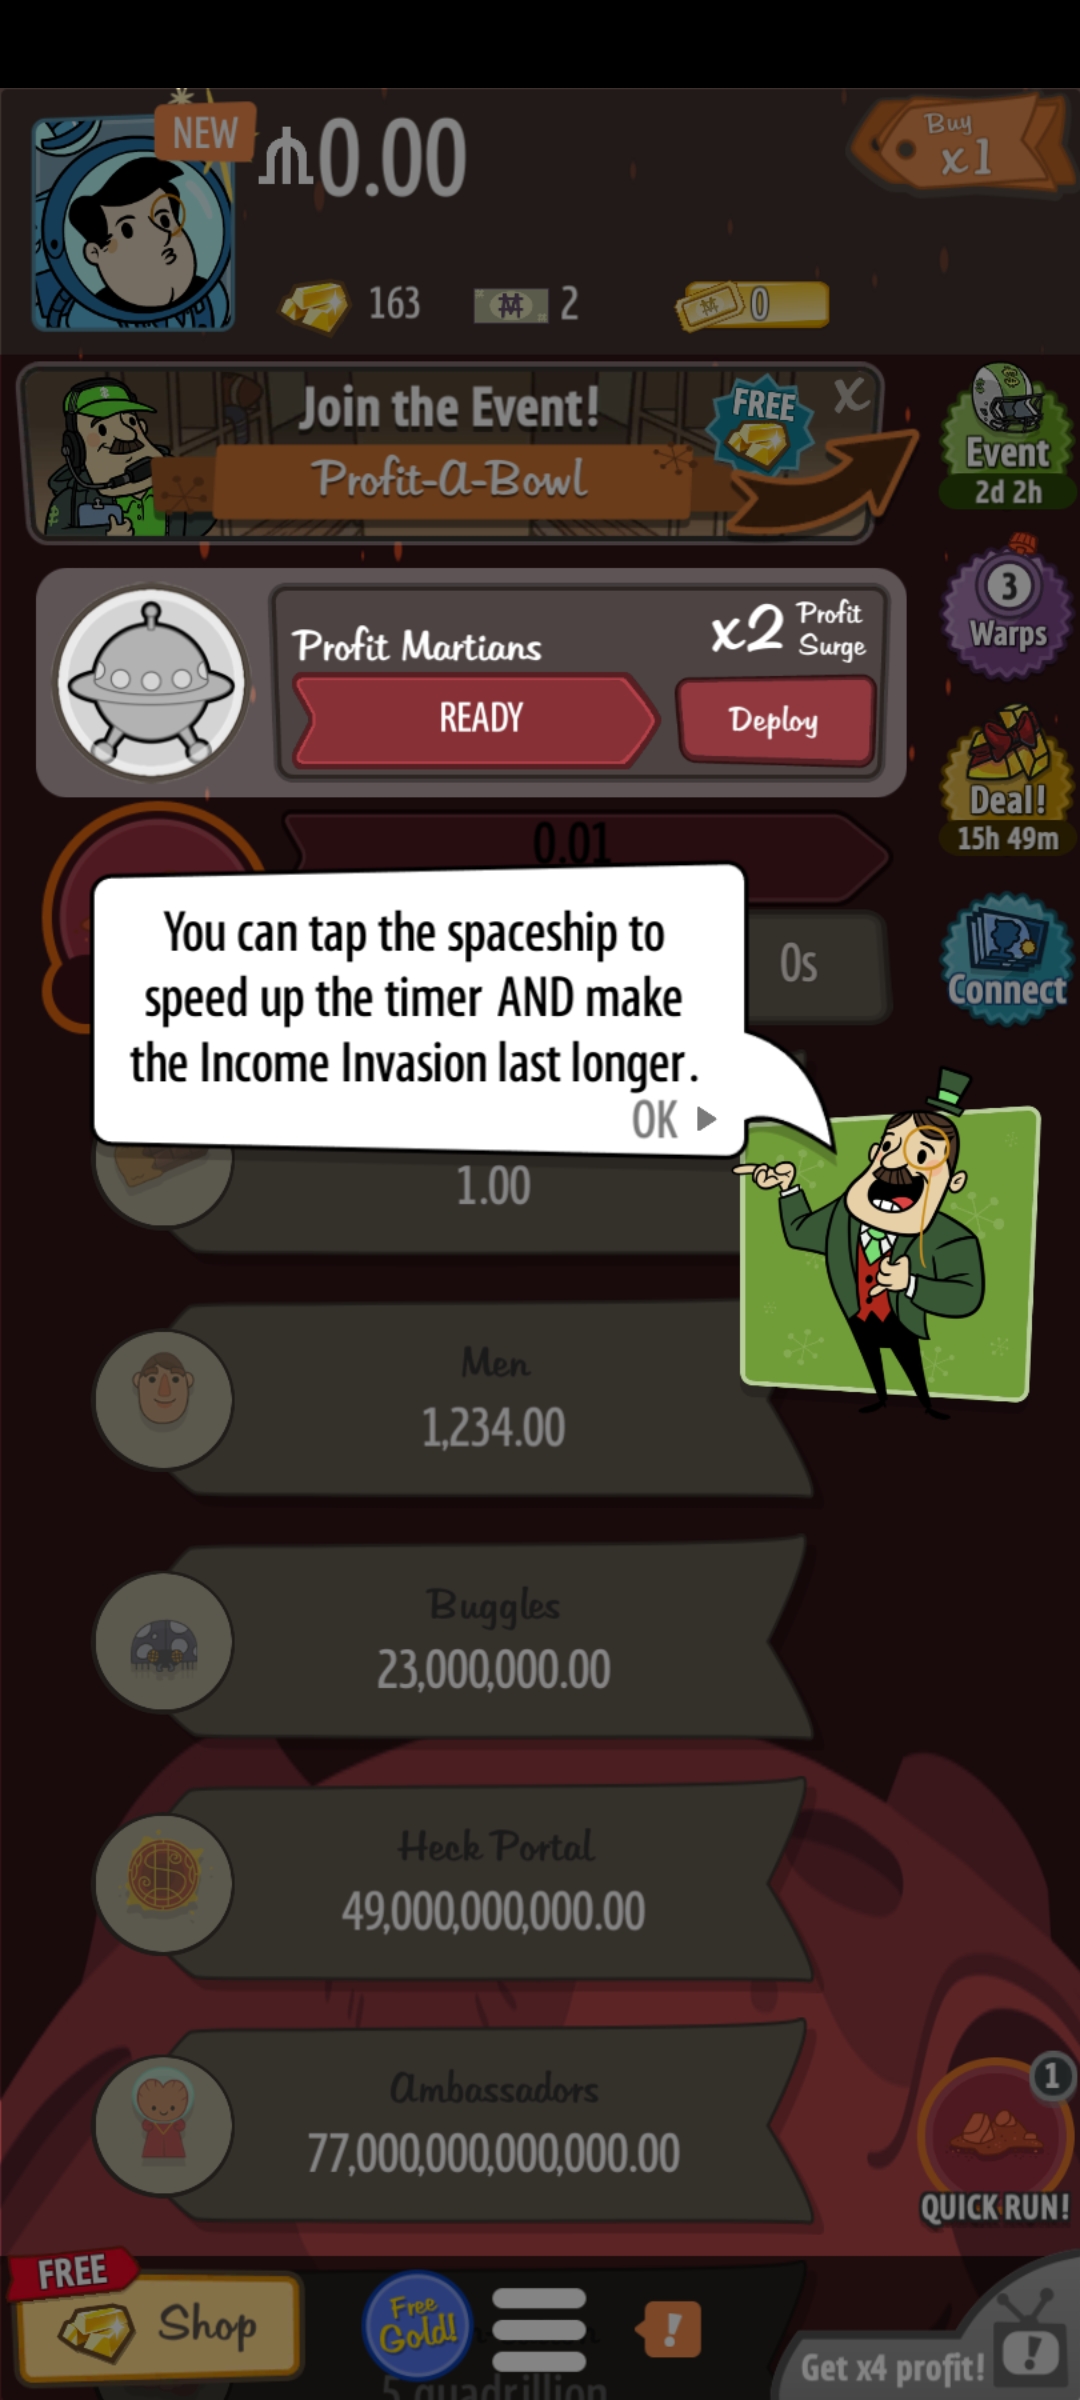 NEW
0.00
Buy
x1
163
2
0
Join the Event!
FREE
X
Profit-A-Bowl
Event
2d 2h
3
Warps
Profit Martians
x2 Profit
Surge
READY
Deploy
Deal!
15h 49m
0.01
You can tap the spaceship to
speed up the timer AND make
the Income Invasion last longer.
OK
0s
Connect
1.00
Men
1,234.00
Buggles
23,000,000.00
Heck Portal
49,000,000,000.00
Ambassadors
77,000,000,000,000.00
1
QUICK RUN!
FREE
Shop
Free
Gold!
!
!
Get x4 profit!
5 quadrillion